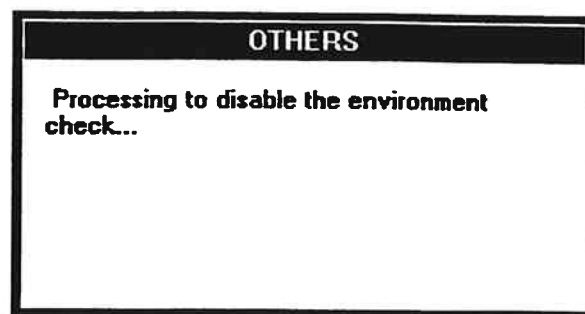 OTHERS
Processing to disable the environment
check...